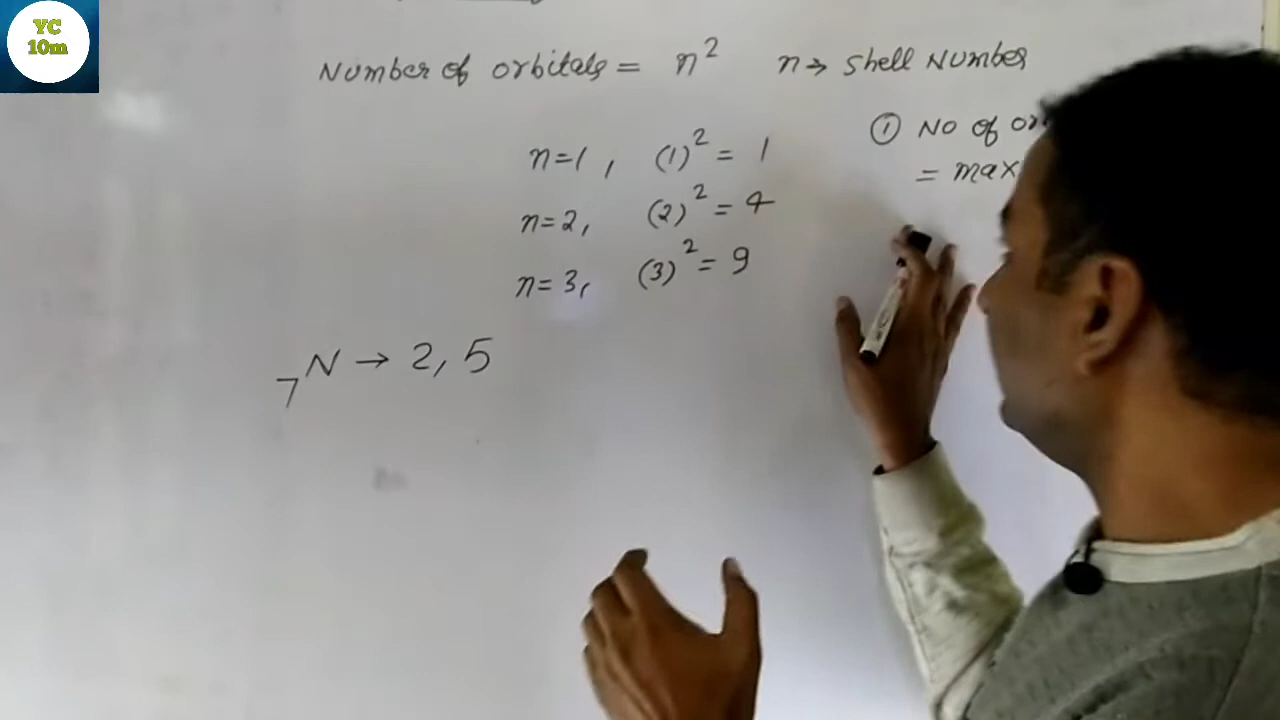 YC
10m
Number of orbitals = n² n → Shell Number
n=1, (1)² = 1
n=2, (2)² = 4
n=3, (3)² = 9
① No of
= max
₇N → 2, 5